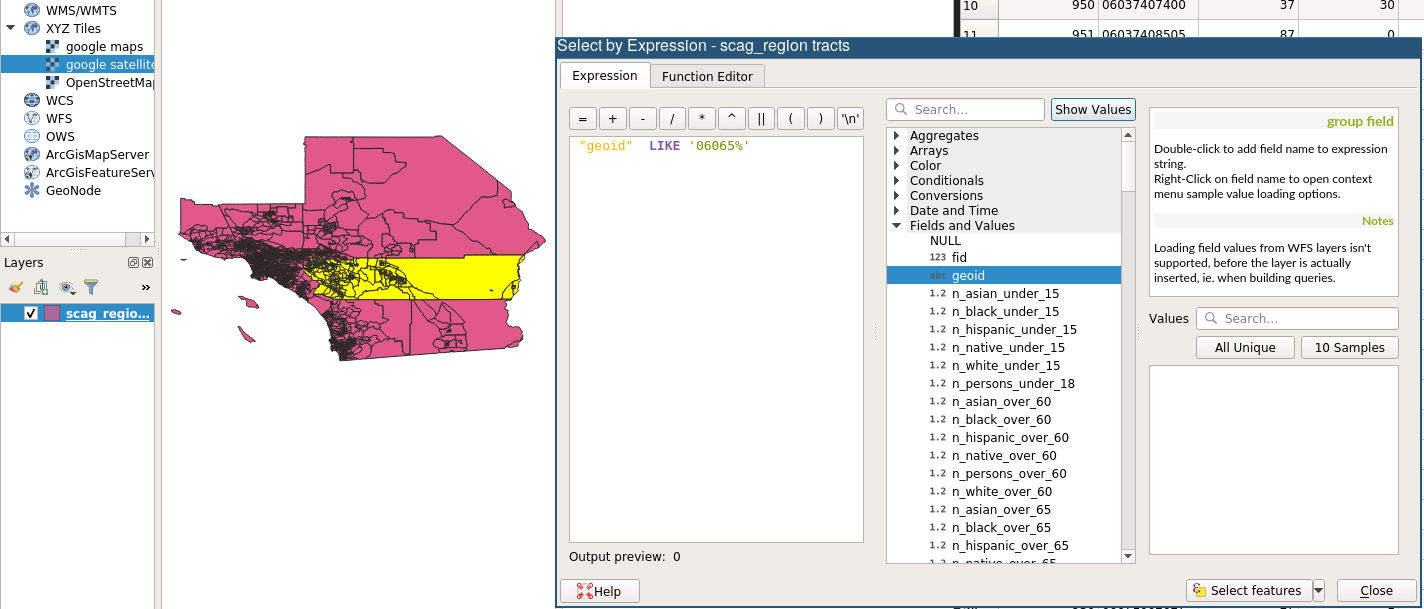 WMS/WMTS
XYZ Tiles
google maps
google satellite
OpenStreetMap
WCS
WFS
OWS
ArcGisMapServer
ArcGisFeatureServ
GeoNode
Layers
»
scag_regio...
10 950 06037407400 37 30
11 951 06037408505 87 0
Select by Expression - scag_region tracts
Expression
Function Editor
= + - / * ^ || ( ) '\n'
"geoid" LIKE '06065%'
Output preview: 0
Search...
Show Values
Aggregates
Arrays
Color
Conditionals
Conversions
Date and Time
Fields and Values
NULL
123 fid
abc geoid
1.2 n_asian_under_15
1.2 n_black_under_15
1.2 n_hispanic_under_15
1.2 n_native_under_15
1.2 n_white_under_15
1.2 n_persons_under_18
1.2 n_asian_over_60
1.2 n_black_over_60
1.2 n_hispanic_over_60
1.2 n_native_over_60
1.2 n_persons_over_60
1.2 n_white_over_60
1.2 n_asian_over_65
1.2 n_black_over_65
1.2 n_hispanic_over_65
1.2 n_native_over_65
group field
Double-click to add field name to expression
string.
Right-Click on field name to open context
menu sample value loading options.
Notes
Loading field values from WFS layers isn't
supported, before the layer is actually
inserted, ie. when building queries.
Values
Search...
All Unique
10 Samples
Help
Select features
Close